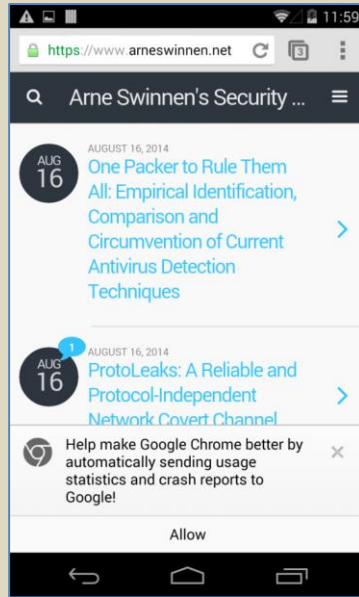 11:59
https://www.arneswinnen.net
3
Arne Swinnen's Security ...
AUG
16
AUGUST 16, 2014
One Packer to Rule Them
All: Empirical Identification,
Comparison and
Circumvention of Current
Antivirus Detection
Techniques
1
AUG
16
AUGUST 16, 2014
ProtoLeaks: A Reliable and
Protocol-Independent
Network Covert Channel
Help make Google Chrome better by
automatically sending usage
statistics and crash reports to
Google!
Allow